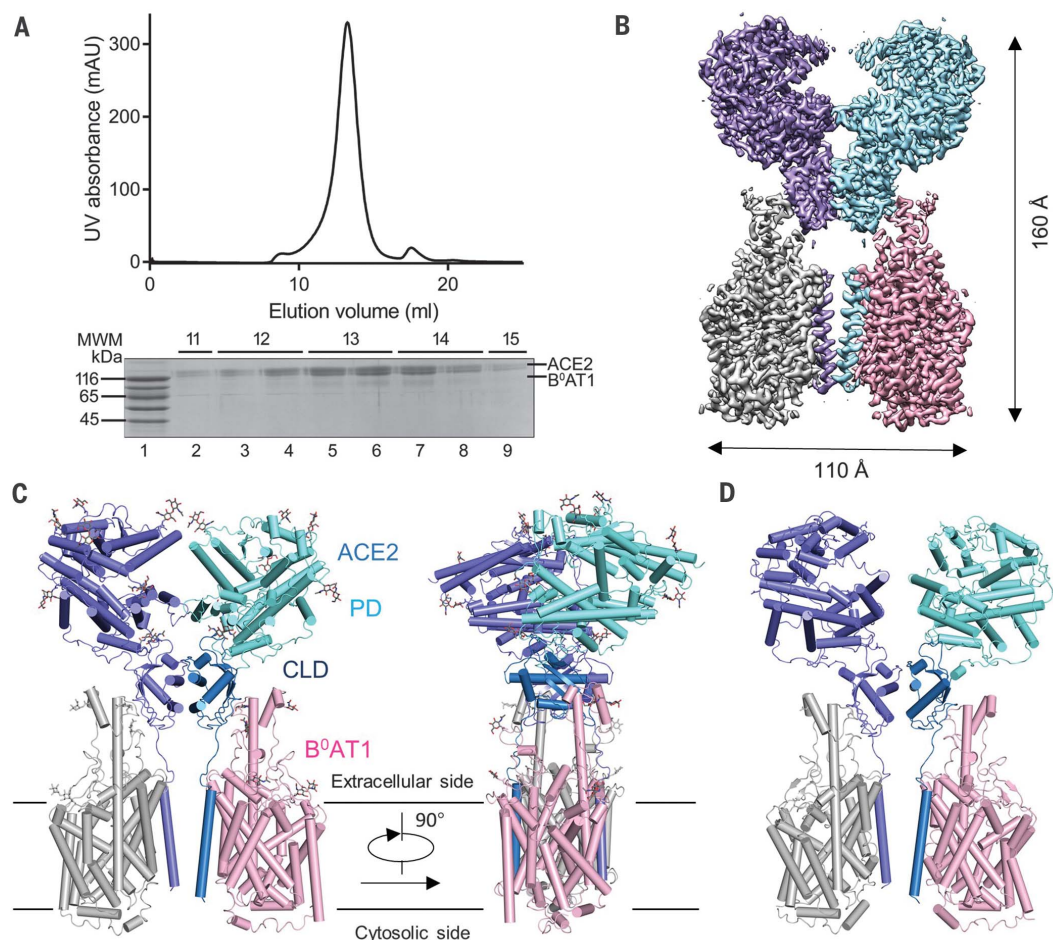 A
UV absorbance (mAU)
300
200
100
0
0
10
20
Elution volume (ml)
MWM
kDa
11
12
13
14
15
116
65
45
ACE2
B⁰AT1
1 2 3 4 5 6 7 8 9
B
160 Å
110 Å
C
ACE2
PD
CLD
B⁰AT1
Extracellular side
90°
Cytosolic side
D